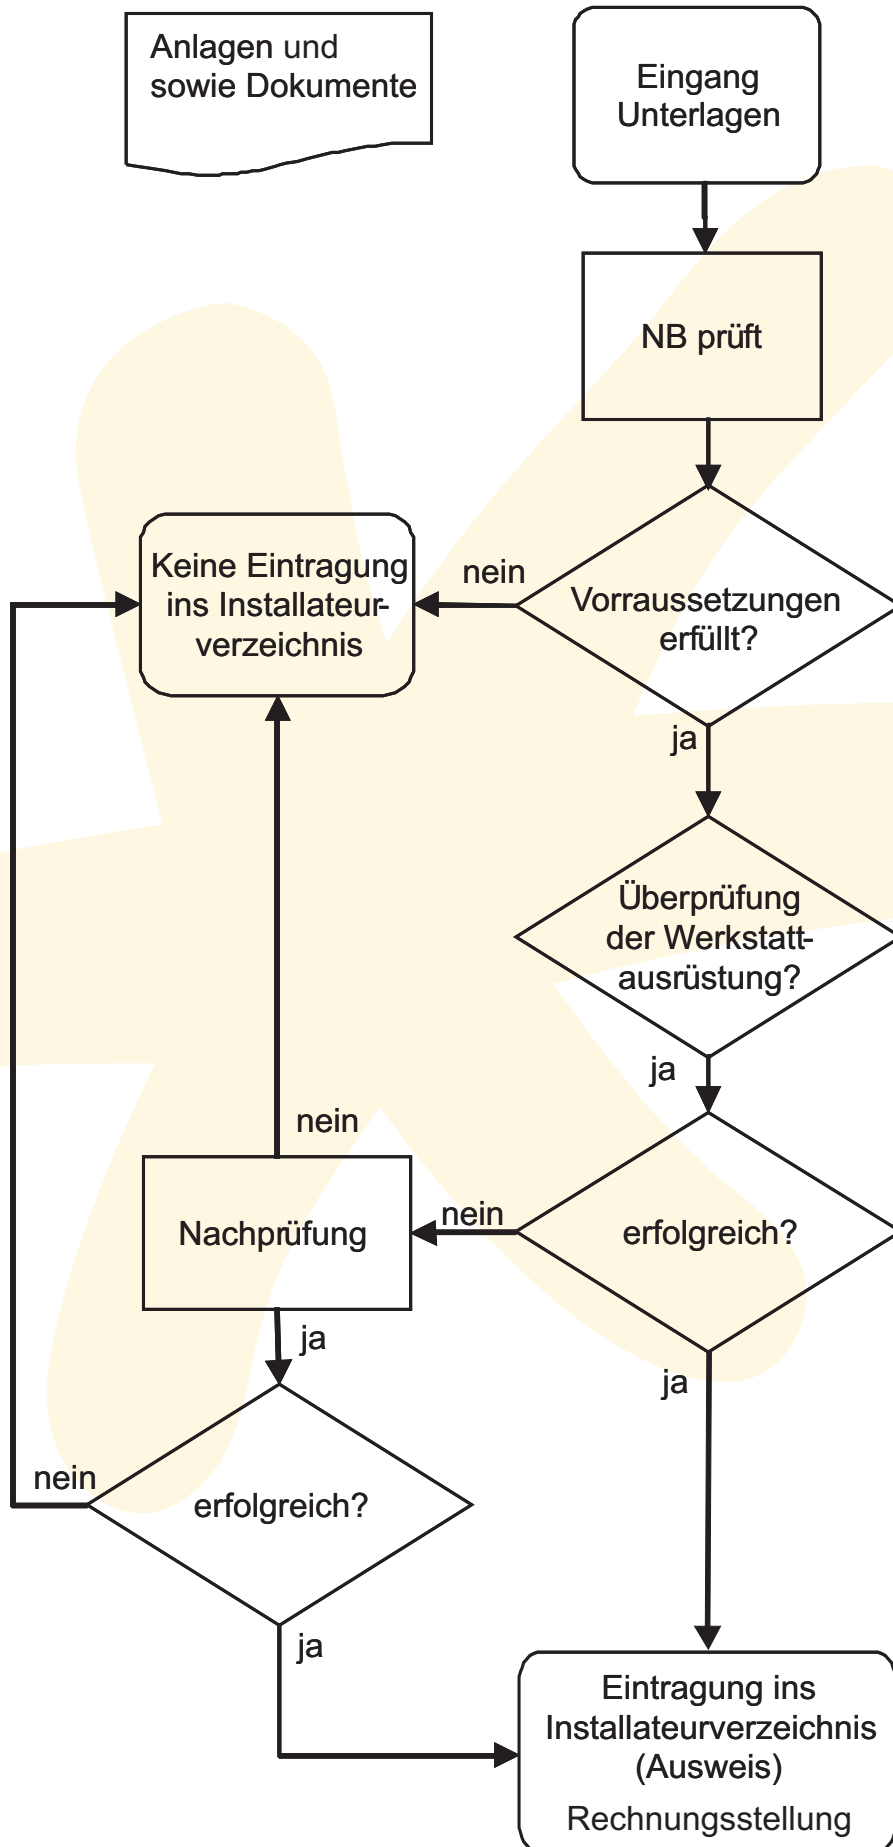 Anlagen und
sowie Dokumente
Eingang
Unterlagen
NB prüft
Keine Eintragung
ins Installateur-
verzeichnis
nein
Vorraussetzungen
erfüllt?
ja
Überprüfung
der Werkstatt-
ausrüstung?
ja
nein
Nachprüfung
nein
erfolgreich?
ja
ja
nein
erfolgreich?
ja
Eintragung ins
Installateurverzeichnis
(Ausweis)
Rechnungsstellung